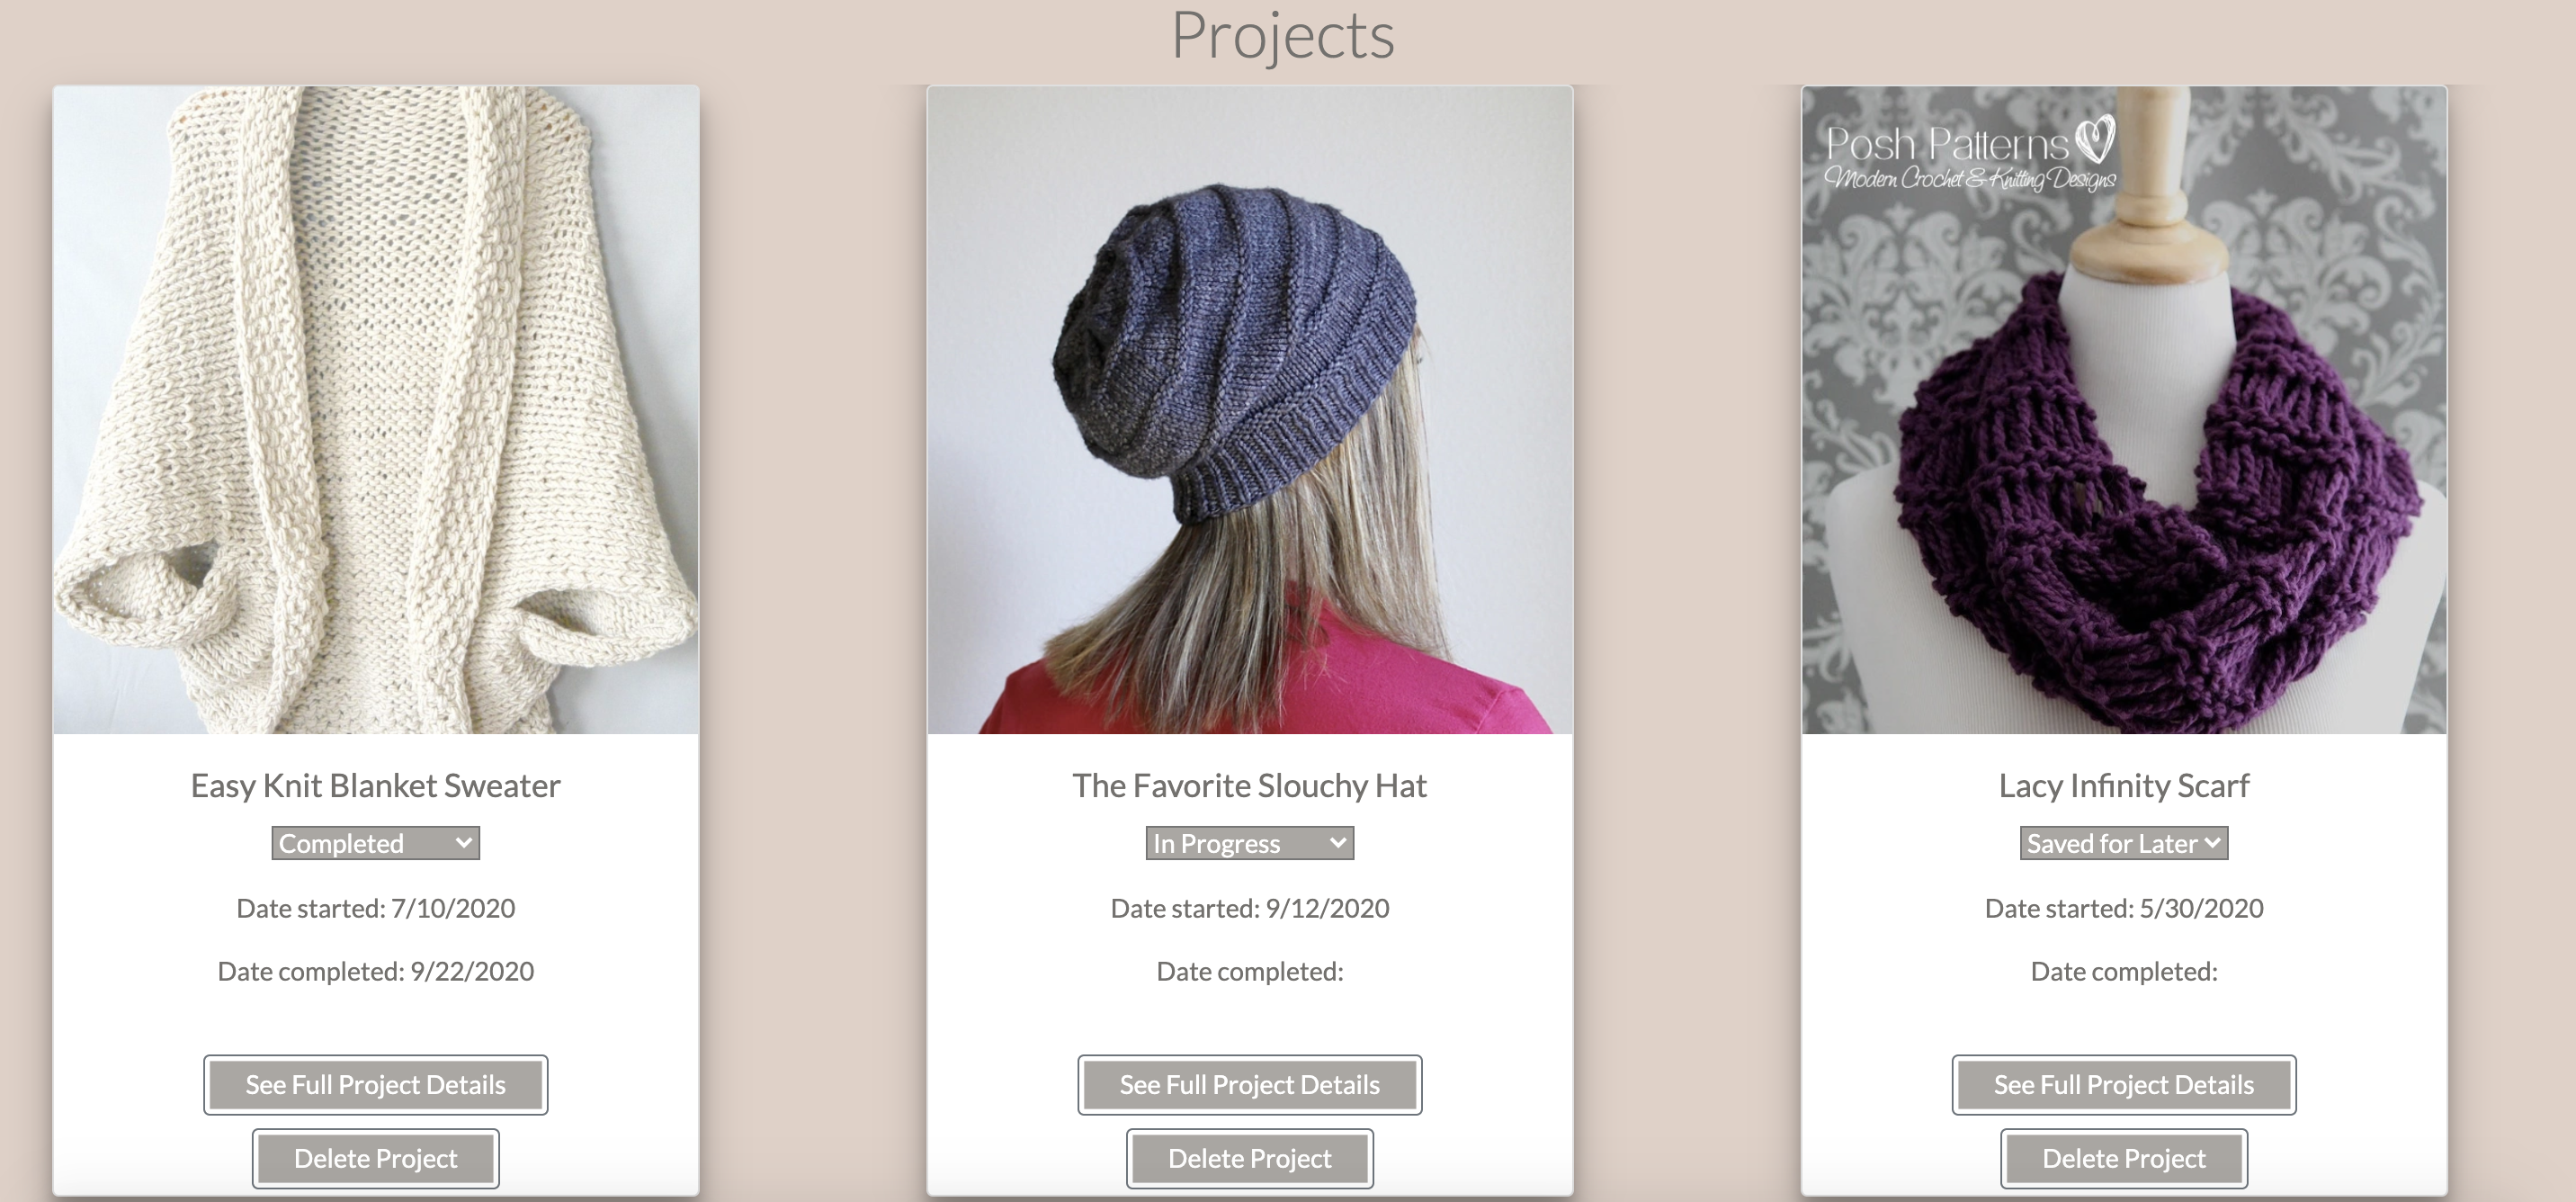 Projects
Posh Patterns
Modern Crochet & Knitting Designs
Easy Knit Blanket Sweater
Completed
Date started: 7/10/2020
Date completed: 9/22/2020
See Full Project Details
Delete Project
The Favorite Slouchy Hat
In Progress
Date started: 9/12/2020
Date completed:
See Full Project Details
Delete Project
Lacy Infinity Scarf
Saved for Later
Date started: 5/30/2020
Date completed:
See Full Project Details
Delete Project